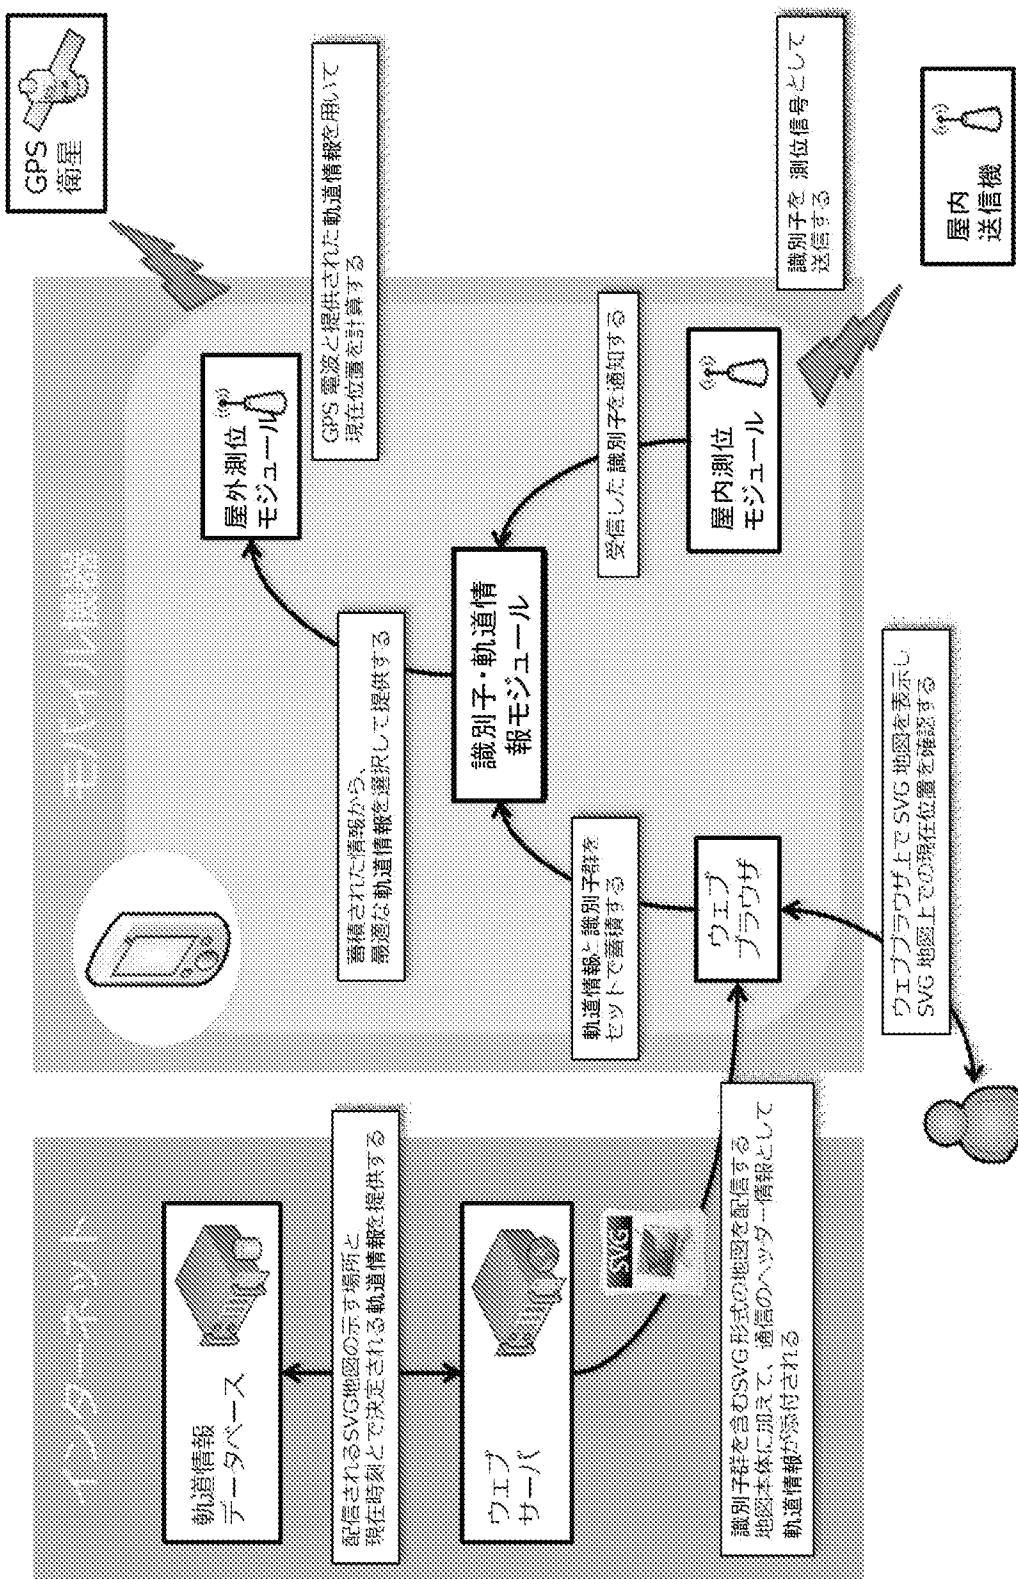 インターネット
軌道情報
データベース
配信されるSVG地図の示す場所と
現在時刻とで決定される軌道情報を提供する
ウェブ
サーバ
SVG
識別子群を含むSVG形式の地図を配信する
地図本体に加えて、通信のヘッダー情報として
軌道情報が添付される
モバイル機器
蓄積された情報から、
最適な軌道情報を選択して提供する
軌道情報と識別子群を
セットで蓄積する
ウェブ
ブラウザ
ウェブブラウザ上でSVG地図を表示し
SVG地図上での現在位置を確認する
識別子・軌道情
報モジュール
屋外測位
モジュール
受信した識別子を通知する
屋内測位
モジュール
GPS
衛星
GPS電波と提供された軌道情報を用いて
現在位置を計算する
識別子を 測位信号として
送信する
屋内
送信機